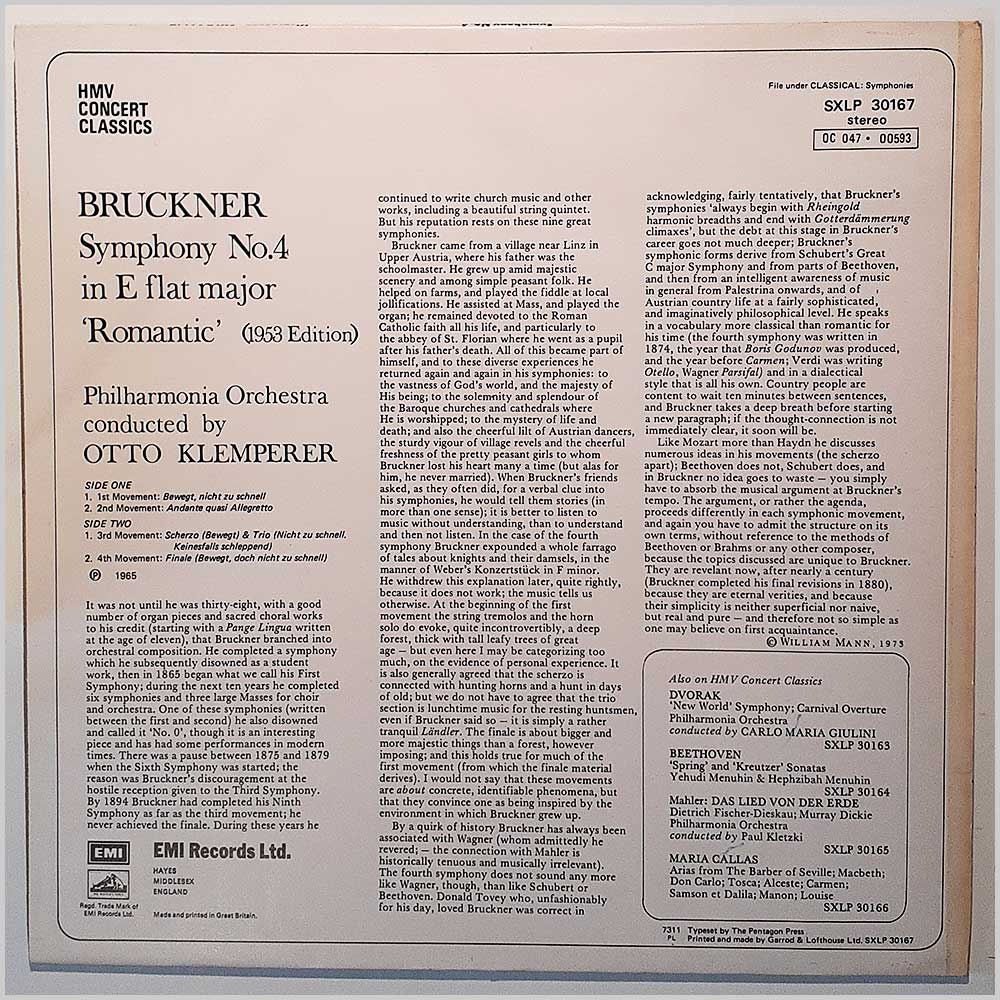 HMV
CONCERT
CLASSICS
File under CLASSICAL: Symphonies
SXLP 30167
stereo
OC 047 • 00593
BRUCKNER
Symphony No.4
in E flat major
‘Romantic’ (1953 Edition)
Philharmonia Orchestra
conducted by
OTTO KLEMPERER
SIDE ONE
1. 1st Movement: Bewegt, nicht zu schnell
2. 2nd Movement: Andante quasi Allegretto
SIDE TWO
1. 3rd Movement: Scherzo (Bewegt) & Trio (Nicht zu schnell.
Keinesfalls schleppend)
2. 4th Movement: Finale (Bewegt, doch nicht zu schnell)
Ⓟ 1965
It was not until he was thirty-eight, with a good
number of organ pieces and sacred choral works
to his credit (starting with a Pange Lingua written
at the age of eleven), that Bruckner branched into
orchestral composition. He completed a symphony
which he subsequently disowned as a student
work, then in 1865 began what we call his First
Symphony; during the next ten years he completed
six symphonies and three large Masses for choir
and orchestra. One of these symphonies (written
between the first and second) he also disowned
and called it ‘No. 0’, though it is an interesting
piece and has had some performances in modern
times. There was a pause between 1875 and 1879
when the Sixth Symphony was started; the
reason was Bruckner's discouragement at the
hostile reception given to the Third Symphony.
By 1894 Bruckner had completed his Ninth
Symphony as far as the third movement; he
never achieved the finale. During these years he
EMI
EMI Records Ltd.
HAYES
MIDDLESEX
ENGLAND
Regd. Trade Mark of
EMI Records Ltd.
Made and printed in Great Britain.
continued to write church music and other
works, including a beautiful string quintet.
But his reputation rests on these nine great
symphonies.
Bruckner came from a village near Linz in
Upper Austria, where his father was the
schoolmaster. He grew up amid majestic
scenery and among simple peasant folk. He
helped on farms, and played the fiddle at local
jollifications. He assisted at Mass, and played the
organ; he remained devoted to the Roman
Catholic faith all his life, and particularly to
the abbey of St. Florian where he went as a pupil
after his father's death. All of this became part of
himself, and to these diverse experiences he
returned again and again in his symphonies: to
the vastness of God's world, and the majesty of
His being; to the solemnity and splendour of
the Baroque churches and cathedrals where
He is worshipped; to the mystery of life and
death; and also the cheerful lilt of Austrian dancers,
the sturdy vigour of village revels and the cheerful
freshness of the pretty peasant girls to whom
Bruckner lost his heart many a time (but alas for
him, he never married). When Bruckner's friends
asked, as they often did, for a verbal clue into
his symphonies, he would tell them stories (in
more than one sense); it is better to listen to
music without understanding, than to understand
and then not listen. In the case of the fourth
symphony Bruckner expounded a whole farrago
of tales about knights and their damsels, in the
manner of Weber's Konzertstück in F minor.
He withdrew this explanation later, quite rightly,
because it does not work; the music tells us
otherwise. At the beginning of the first
movement the string tremolos and the horn
solo do evoke, quite incontrovertibly, a deep
forest, thick with tall leafy trees of great
age – but even here I may be categorizing too
much, on the evidence of personal experience. It
is also generally agreed that the scherzo is
connected with hunting horns and a hunt in days
of old; but we do not have to agree that the trio
section is lunchtime music for the resting huntsmen,
even if Bruckner said so – it is simply a rather
tranquil Ländler. The finale is about bigger and
more majestic things than a forest, however
imposing; and this holds true for much of the
first movement (from which the finale material
derives). I would not say that these movements
are about concrete, identifiable phenomena, but
that they convince one as being inspired by the
environment in which Bruckner grew up.
By a quirk of history Bruckner has always been
associated with Wagner (whom admittedly he
revered; – the connection with Mahler is
historically tenuous and musically irrelevant).
The fourth symphony does not sound any more
like Wagner, though, than like Schubert or
Beethoven. Donald Tovey who, unfashionably
for his day, loved Bruckner was correct in
acknowledging, fairly tentatively, that Bruckner's
symphonies ‘always begin with Rheingold
harmonic breadths and end with Gotterdämmerung
climaxes’, but the debt at this stage in Bruckner's
career goes not much deeper; Bruckner's
symphonic forms derive from Schubert's Great
C major Symphony and from parts of Beethoven,
and then from an intelligent awareness of music
in general from Palestrina onwards, and of
Austrian country life at a fairly sophisticated,
and imaginatively philosophical level. He speaks
in a vocabulary more classical than romantic for
his time (the fourth symphony was written in
1874, the year that Boris Godunov was produced,
and the year before Carmen; Verdi was writing
Otello, Wagner Parsifal) and in a dialectical
style that is all his own. Country people are
content to wait ten minutes between sentences,
and Bruckner takes a deep breath before starting
a new paragraph; if the thought-connection is not
immediately clear, it soon will be.
Like Mozart more than Haydn he discusses
numerous ideas in his movements (the scherzo
apart); Beethoven does not, Schubert does, and
in Bruckner no idea goes to waste – you simply
have to absorb the musical argument at Bruckner's
tempo. The argument, or rather the agenda,
proceeds differently in each symphonic movement,
and again you have to admit the structure on its
own terms, without reference to the methods of
Beethoven or Brahms or any other composer,
because the topics discussed are unique to Bruckner.
They are revelant now, after nearly a century
(Bruckner completed his final revisions in 1880),
because they are eternal verities, and because
their simplicity is neither superficial nor naive,
but real and pure – and therefore not so simple as
one may believe on first acquaintance.
© WILLIAM MANN, 1973
Also on HMV Concert Classics
DVORAK
‘New World’ Symphony; Carnival Overture
Philharmonia Orchestra
conducted by CARLO MARIA GIULINI
SXLP 30163
BEETHOVEN
‘Spring’ and ‘Kreutzer’ Sonatas
Yehudi Menuhin & Hephzibah Menuhin
SXLP 30164
Mahler: DAS LIED VON DER ERDE
Dietrich Fischer-Dieskau; Murray Dickie
Philharmonia Orchestra
conducted by Paul Kletzki
SXLP 30165
MARIA CALLAS
Arias from The Barber of Seville; Macbeth;
Don Carlo; Tosca; Alceste; Carmen;
Samson et Dalila; Manon; Louise
SXLP 30166
7311 Typeset by The Pentagon Press
PL Printed and made by Garrod & Lofthouse Ltd. SXLP 30167